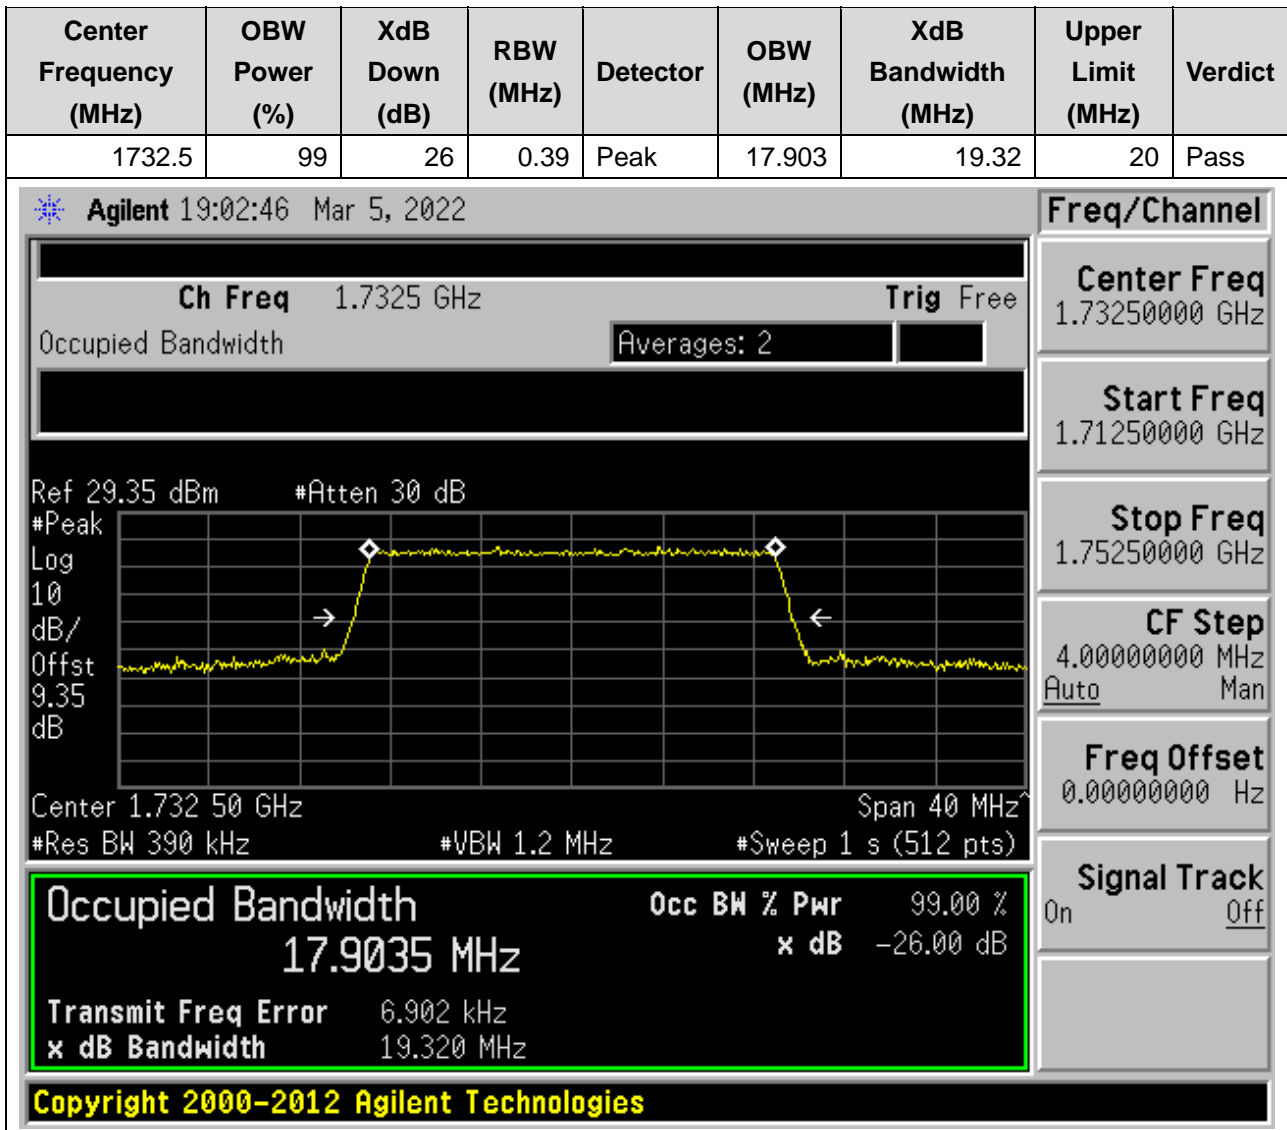 Center Frequency (MHz) OBW Power (%) XdB Down (dB) RBW (MHz) Detector OBW (MHz) XdB Bandwidth (MHz) Upper Limit (MHz) Verdict
1732.5 99 26 0.39 Peak 17.903 19.32 20 Pass
Agilent 19:02:46 Mar 5, 2022
Freq/Channel
Ch Freq 1.7325 GHz Trig Free
Occupied Bandwidth Averages: 2
Center Freq
1.73250000 GHz
Start Freq
1.71250000 GHz
Stop Freq
1.75250000 GHz
CF Step
4.00000000 MHz
Auto Man
Freq Offset
0.00000000 Hz
Signal Track
On Off
Ref 29.35 dBm #Atten 30 dB
#Peak
Log
10
dB/
Offst
9.35
dB
Center 1.732 50 GHz Span 40 MHz^
#Res BW 390 kHz #VBW 1.2 MHz #Sweep 1 s (512 pts)
Occupied Bandwidth Occ BW % Pwr 99.00 %
17.9035 MHz x dB -26.00 dB
Transmit Freq Error 6.902 kHz
x dB Bandwidth 19.320 MHz
Copyright 2000-2012 Agilent Technologies